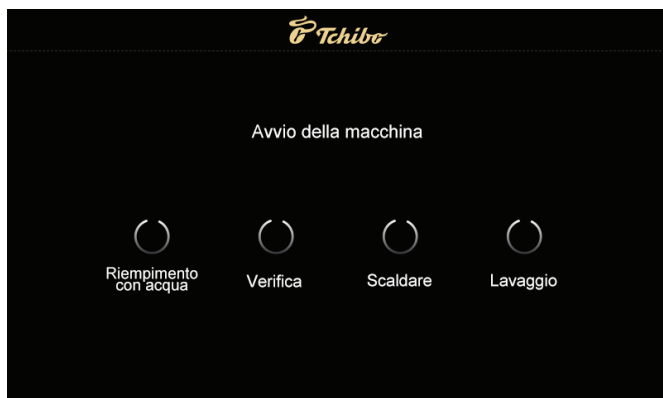 Tchibo
Avvio della macchina
Riempimento
con acqua
Verifica
Scaldare
Lavaggio